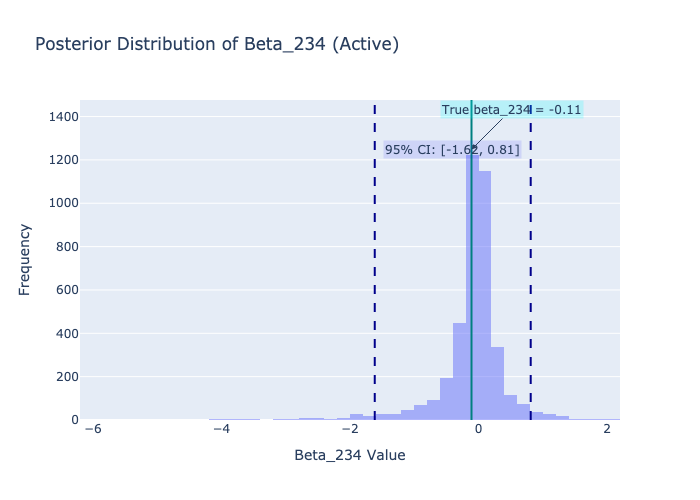 Posterior Distribution of Beta_234 (Active)
True beta_234 = -0.11
95% CI: [-1.62, 0.81]
1400
1200
1000
800
600
400
200
0
Frequency
−6
−4
−2
0
2
Beta_234 Value